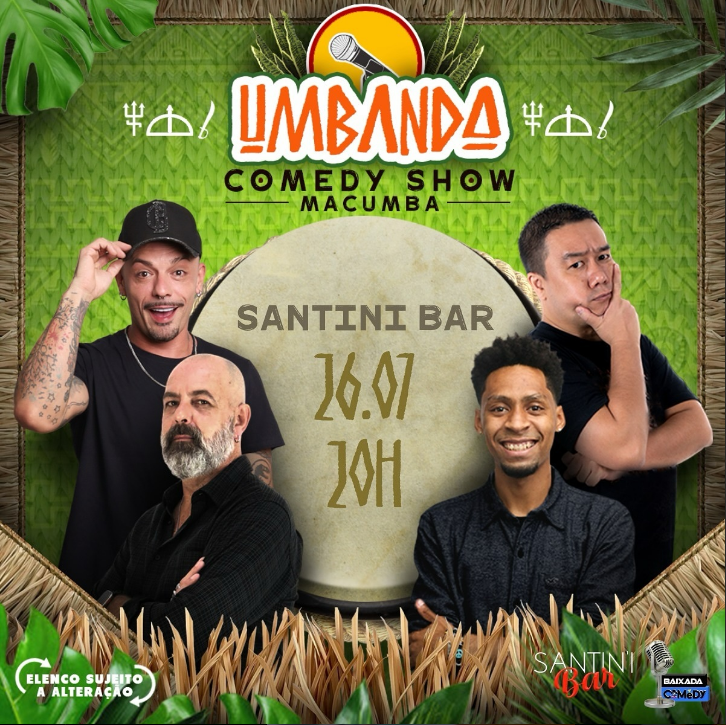 UMBANDA
COMEDY SHOW
MACUMBA
SANTINI BAR
26.07
20H
ELENCO SUJEITO
A ALTERAÇÃO
SANTINI
Bar
BAIXADA
COMeDY